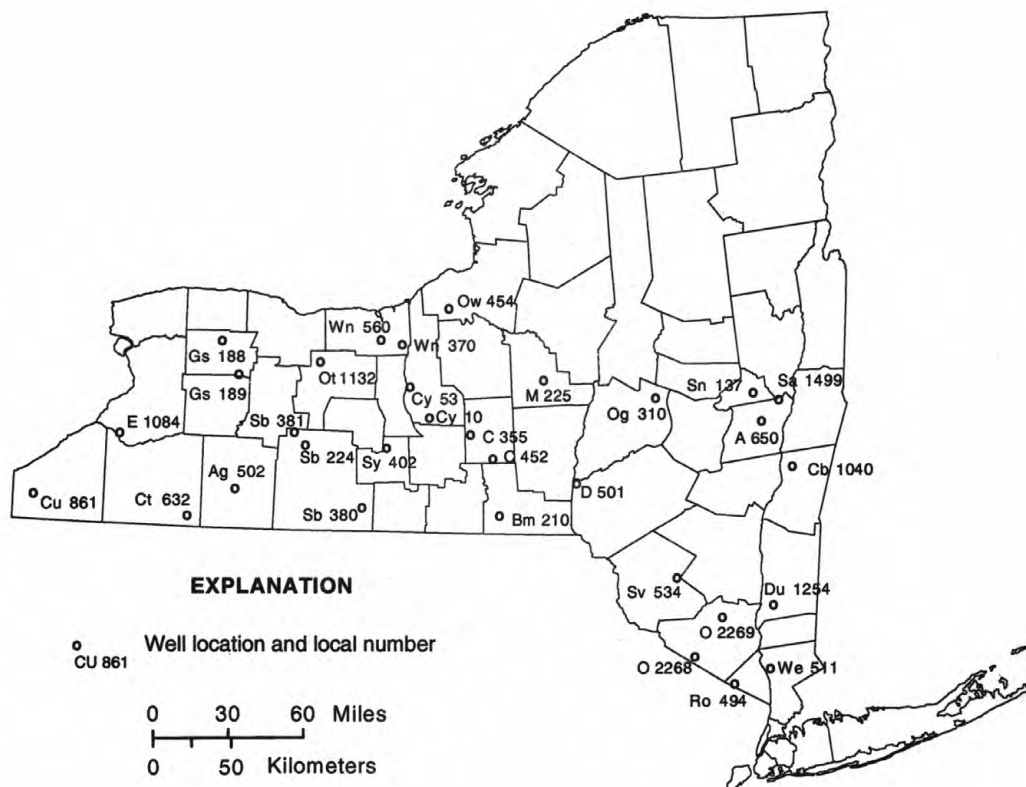 Ow 454
Wn 560
Wn 370
Gs 188
Ot 1132
Sn 137
Sa 1499
Gs 189
Cy 53
M 225
Cy 10
Og 310
E 1084
Sb 381
C 355
A 650
Sb 224
Sy 402
C 452
Ag 502
Cb 1040
Cu 861
Ct 632
D 501
Sb 380
Bm 210
EXPLANATION
Sv 534
Du 1254
O 2269
Well location and local number
CU 861
O 2268
We 511
Ro 494
0 30 60 Miles
0 50 Kilometers